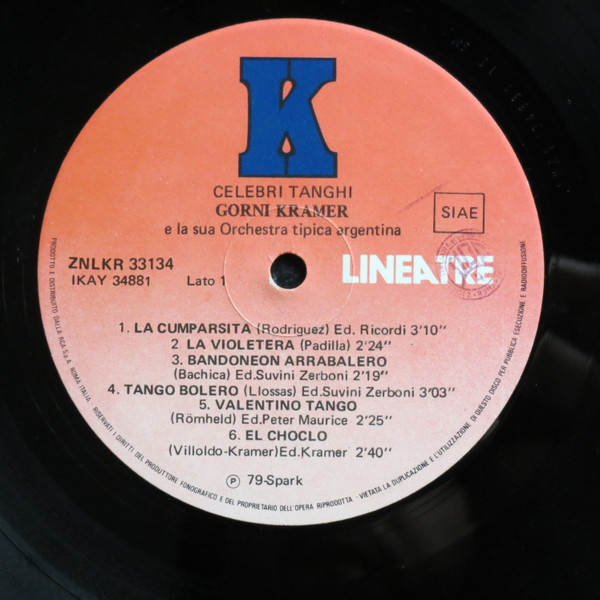 K
CELEBRI TANGHI
GORNI KRAMER
e la sua Orchestra tipica argentina
SIAE
ZNLKR 33134
IKAY 34881 Lato 1
LINEATRE
1. LA CUMPARSITA (Rodriguez) Ed. Ricordi 3'10"
2. LA VIOLETERA (Padilla) 2'24"
3. BANDONEON ARRABALERO
(Bachica) Ed.Suvini Zerboni 2'19"
4. TANGO BOLERO (Llossas) Ed.Suvini Zerboni 3'03"
5. VALENTINO TANGO
(Römheld) Ed.Peter Maurice 2'25"
6. EL CHOCLO
(Villoldo-Kramer)Ed.Kramer 2'40"
Ⓟ 79-Spark
PRODOTTO E DISTRIBUITO DALLA RCA S.p.A. ROMA ITALIA - RISERVATI I DIRITTI DEL PRODUTTORE FONOGRAFICO E DEL PROPRIETARIO DELL'OPERA RIPRODOTTA - VIETATA LA DUPLICAZIONE E L'UTILIZZAZIONE DI QUESTO DISCO PER PUBBLICA ESECUZIONE E RADIODIFFUSIONE.